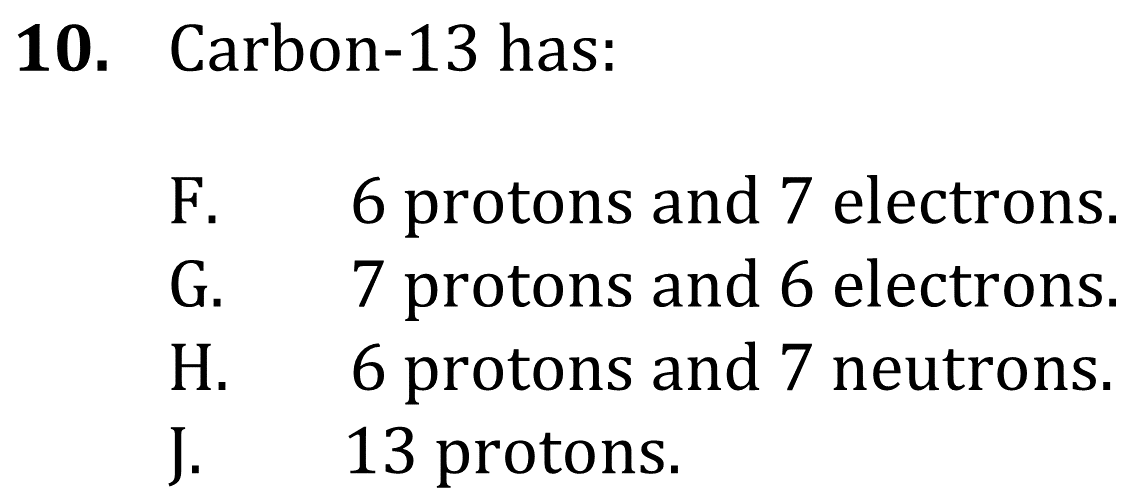 10. Carbon-13 has:
F. 6 protons and 7 electrons.
G. 7 protons and 6 electrons.
H. 6 protons and 7 neutrons.
J. 13 protons.